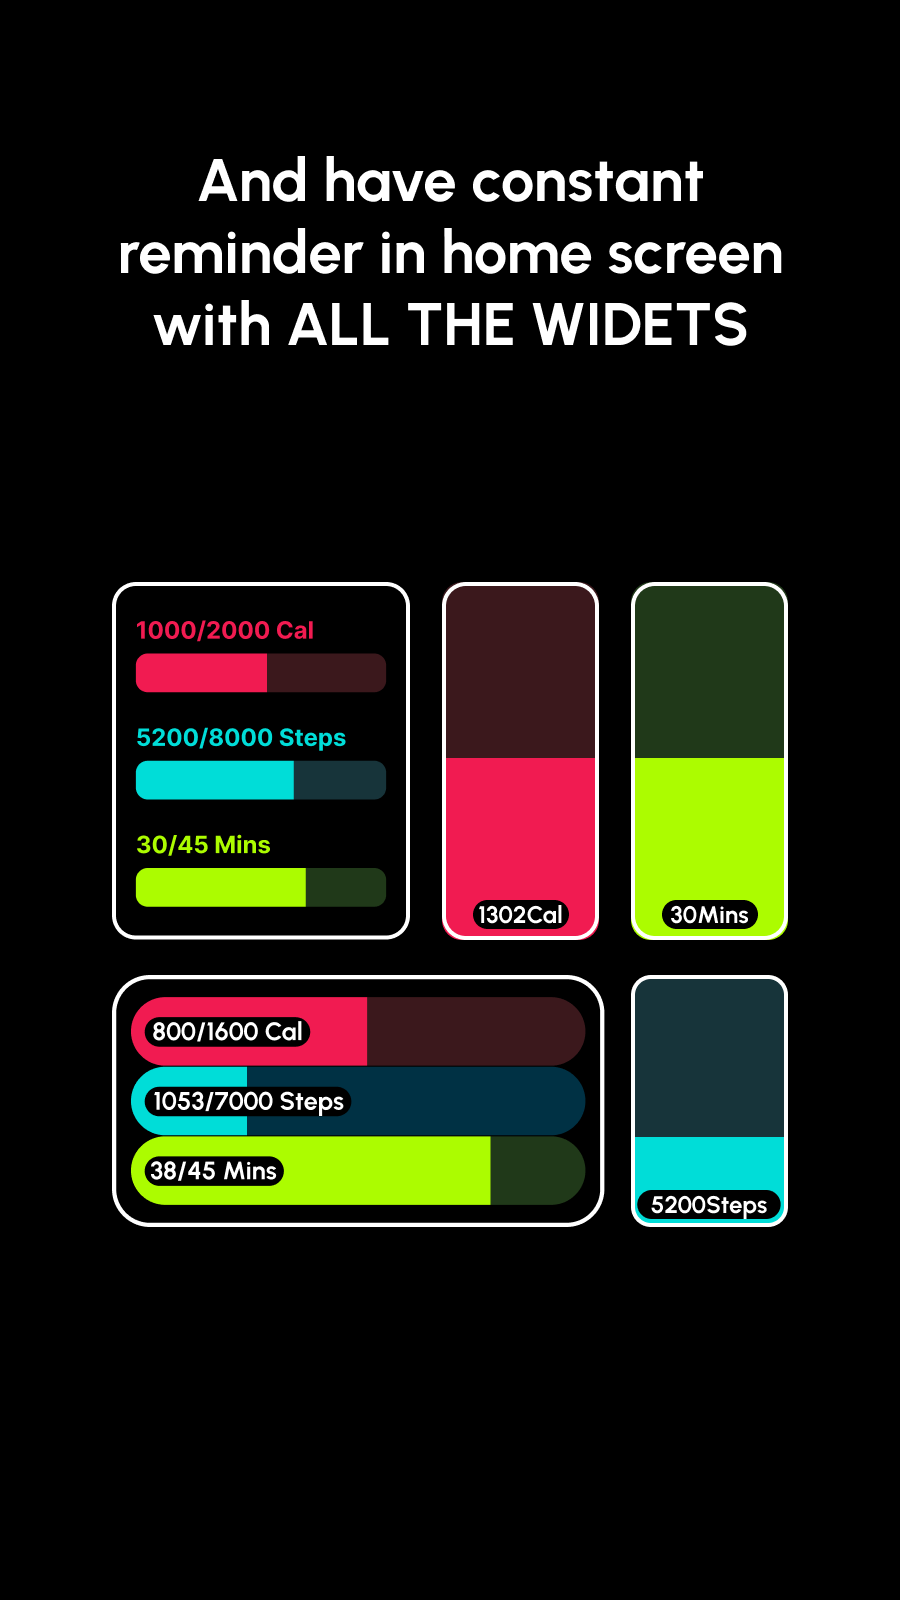 And have constant
reminder in home screen
with ALL THE WIDETS
1000/2000 Cal
5200/8000 Steps
30/45 Mins
1302Cal
30Mins
800/1600 Cal
1053/7000 Steps
38/45 Mins
5200Steps